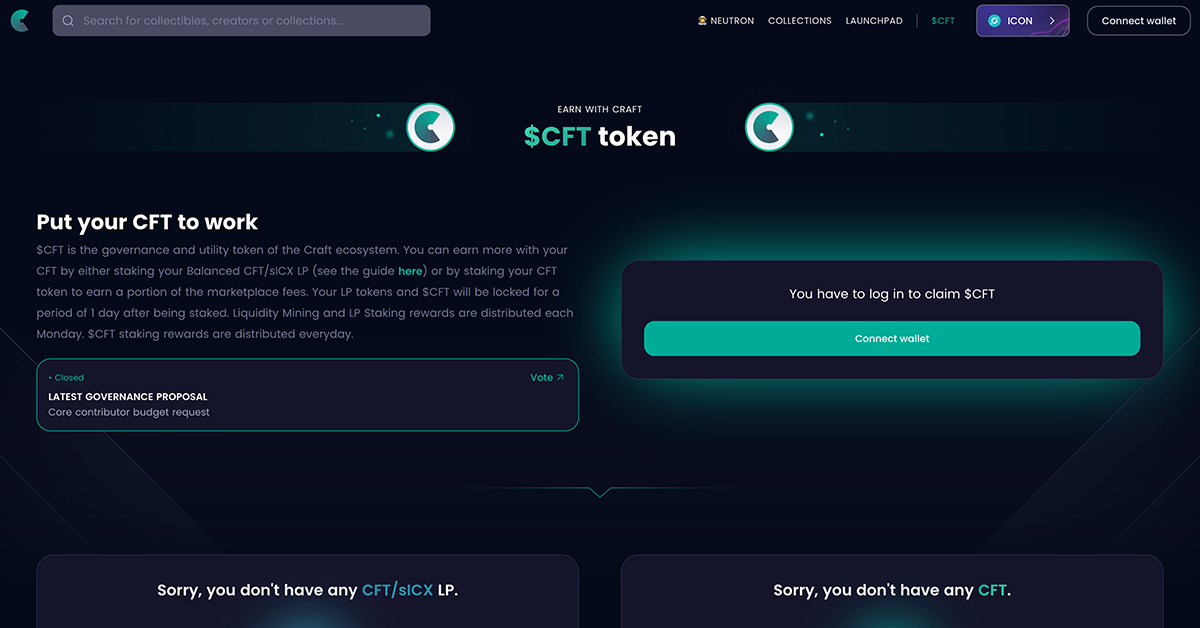 Search for collectibles, creators or collections...
NEUTRON
COLLECTIONS
LAUNCHPAD
$CFT
ICON
Connect wallet
EARN WITH CRAFT
$CFT token
Put your CFT to work
$CFT is the governance and utility token of the Craft ecosystem. You can earn more with your
CFT by either staking your Balanced CFT/sICX LP (see the guide here) or by staking your CFT
token to earn a portion of the marketplace fees. Your LP tokens and $CFT will be locked for a
period of 1 day after being staked. Liquidity Mining and LP Staking rewards are distributed each
Monday. $CFT staking rewards are distributed everyday.
• Closed
Vote ↗
LATEST GOVERNANCE PROPOSAL
Core contributor budget request
You have to log in to claim $CFT
Connect wallet
Sorry, you don't have any CFT/sICX LP.
Sorry, you don't have any CFT.